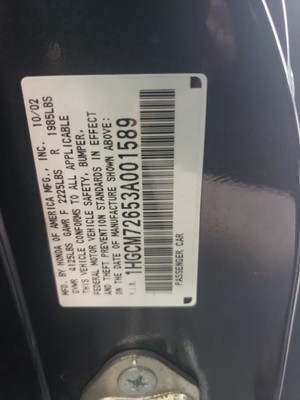 MFD. BY HONDA OF AMERICA MFG., INC. 10/02
GVWR 4125LBS GAWR F 2225LBS R 1985LBS
THIS VEHICLE CONFORMS TO ALL APPLICABLE
FEDERAL MOTOR VEHICLE SAFETY, BUMPER,
AND THEFT PREVENTION STANDARDS IN EFFECT
ON THE DATE OF MANUFACTURE SHOWN ABOVE.
V.I.N. 1HGCM72653A001589
PASSENGER CAR